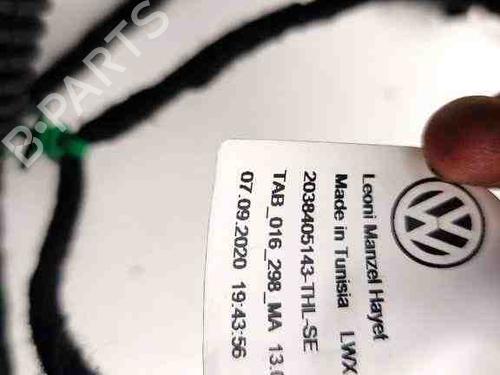 B-PARTS
Leoni Manzel Hayet
Made in Tunisia LWX
2038405143-THL-SE
TAB_016_298_MA 13.0
07.09.2020 19:43:56